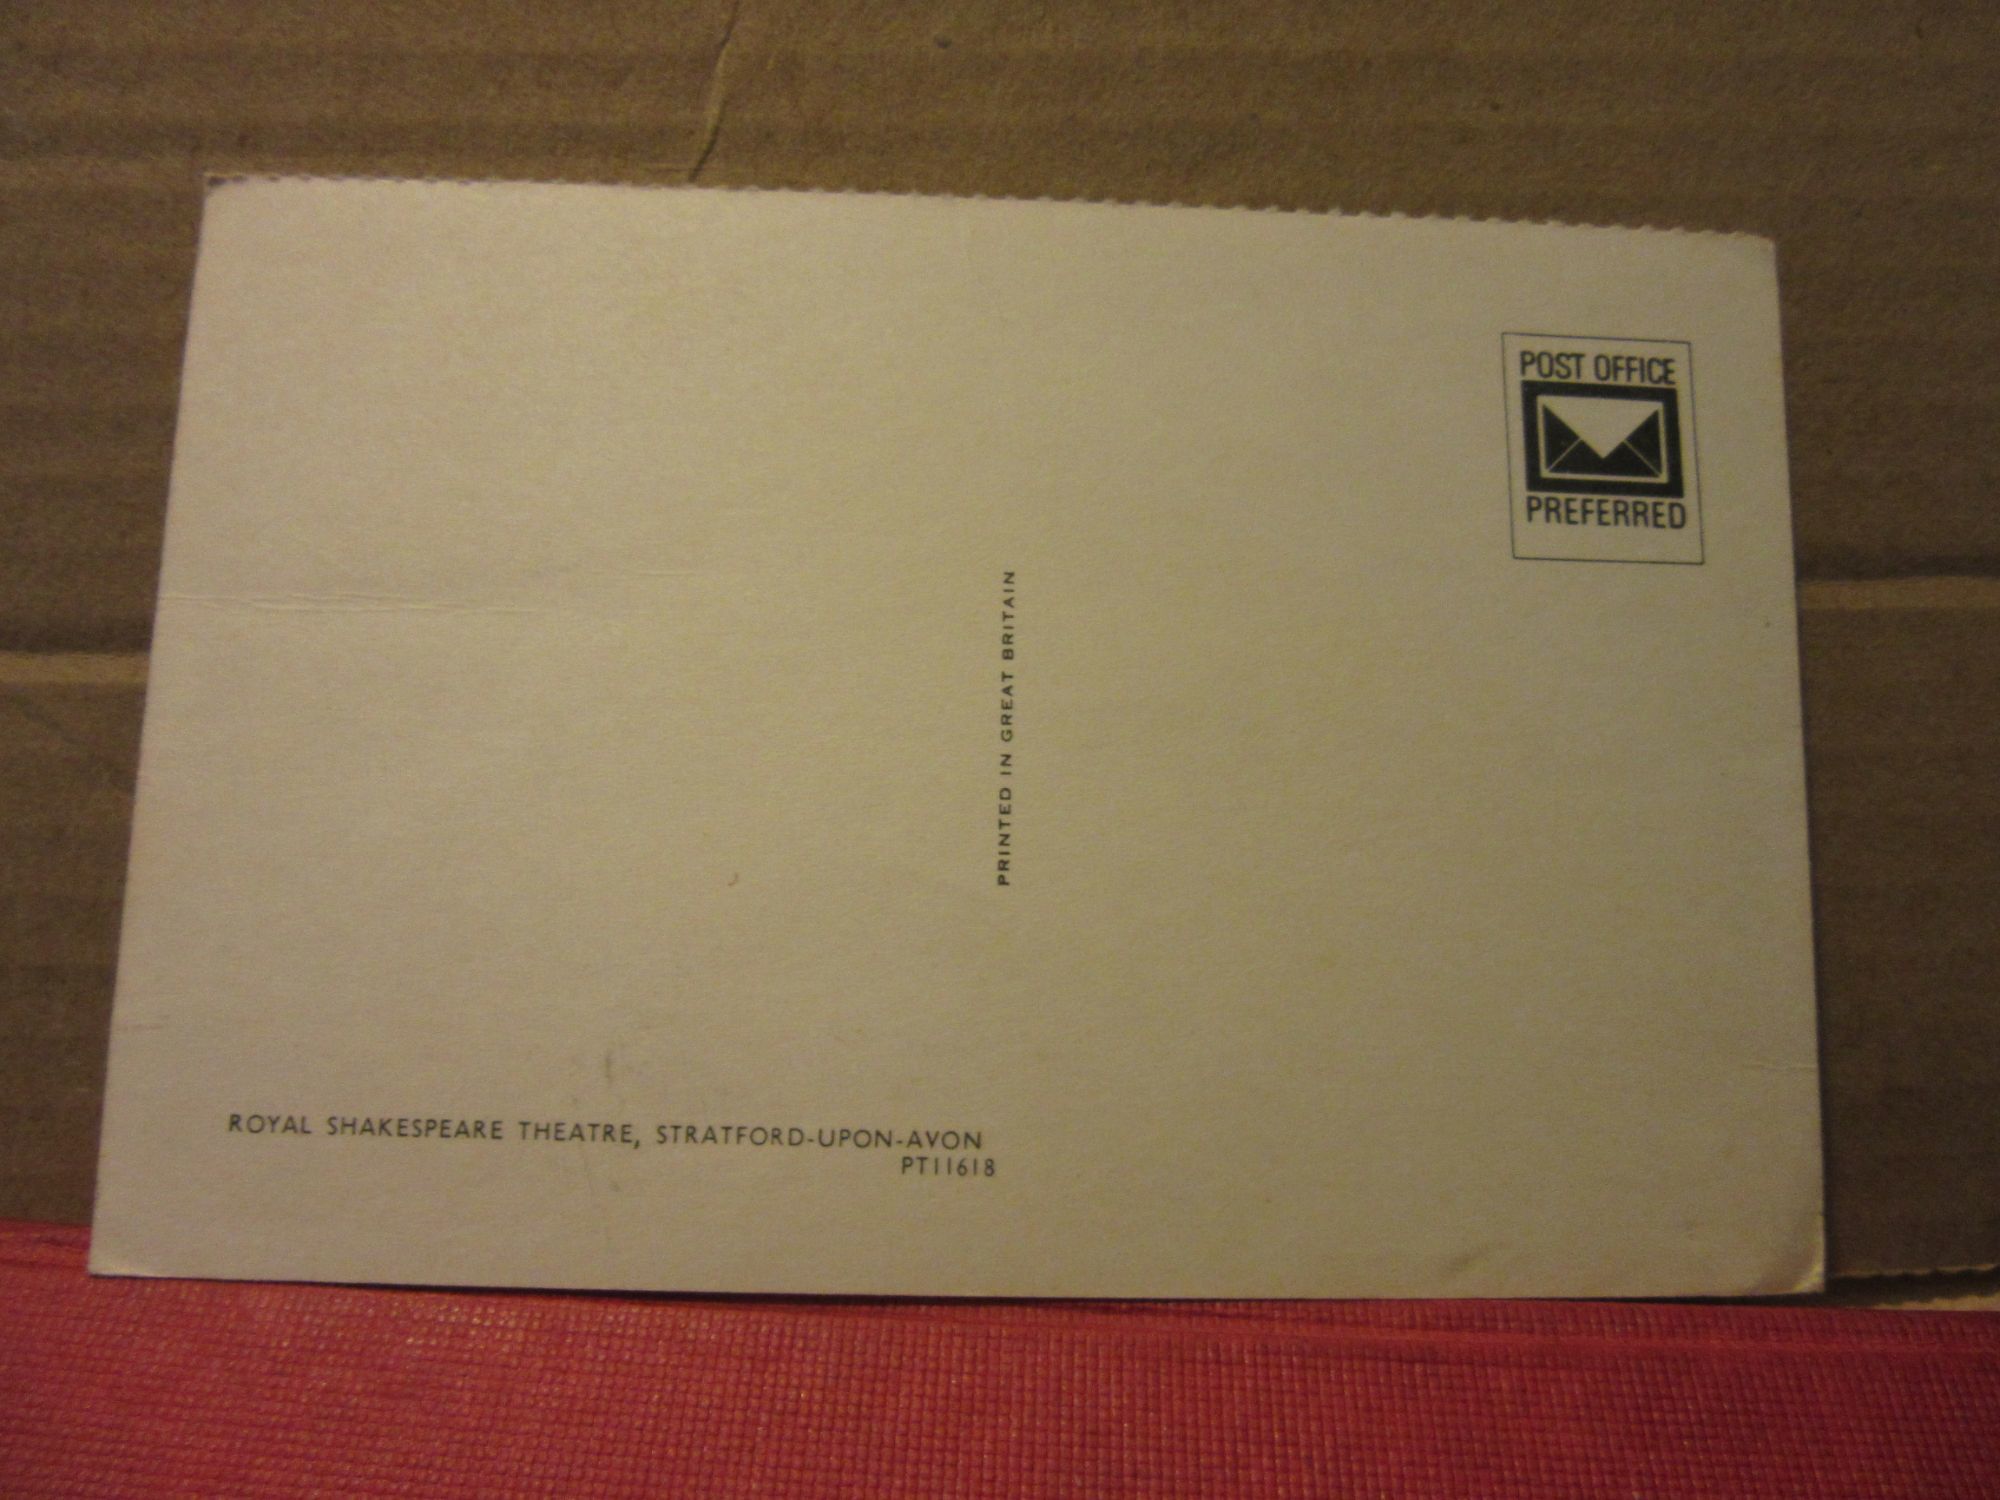 POST OFFICE
PREFERRED
PRINTED IN GREAT BRITAIN
ROYAL SHAKESPEARE THEATRE, STRATFORD-UPON-AVON
PT11618